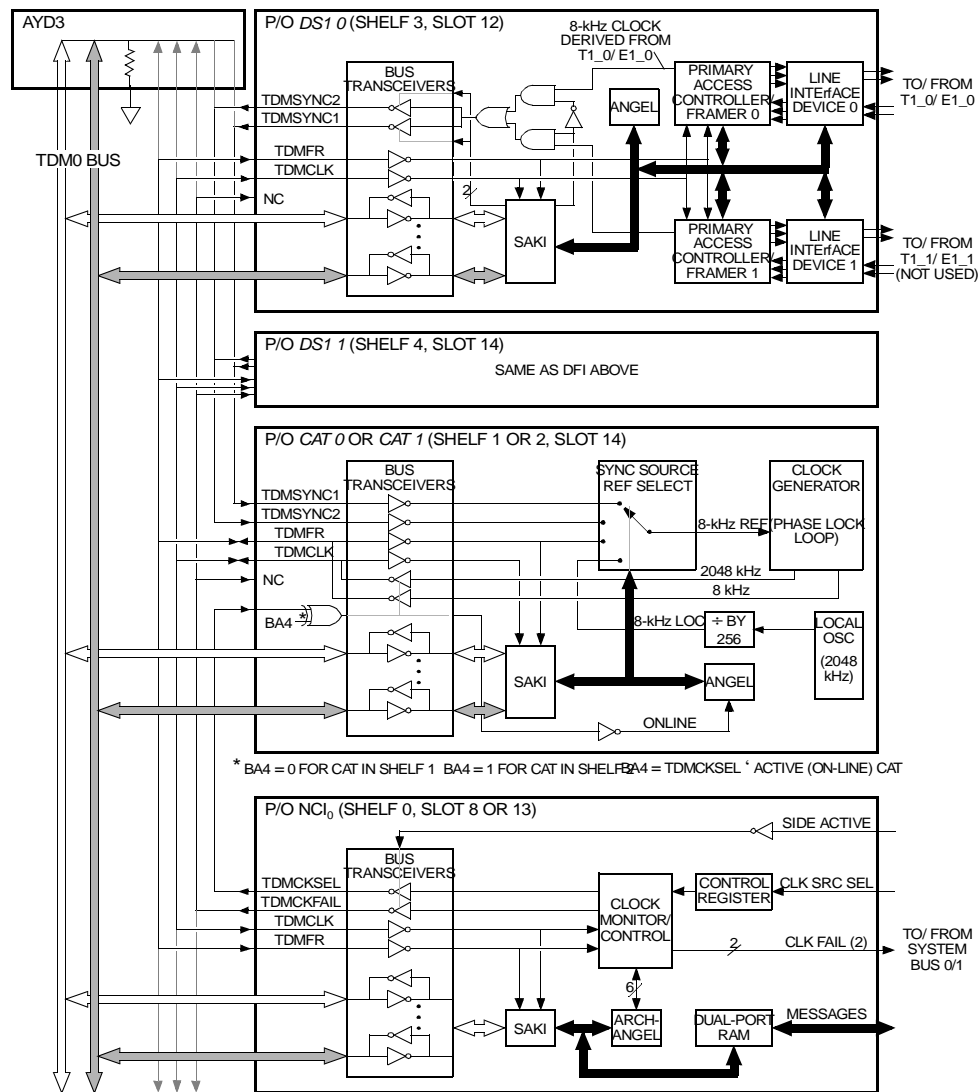 AYD3
TDM0 BUS
P/O DS1 0 (SHELF 3, SLOT 12)
BUS
TRANSCEIVERS
TDMSYNC2
TDMSYNC1
TDMFR
TDMCLK
NC
2
8-kHz CLOCK
DERIVED FROM
T1_0/ E1_0
ANGEL
SAKI
PRIMARY
ACCESS
CONTROLLER/
FRAMER 0
LINE
INTErfACE
DEVICE 0
TO/ FROM
T1_0/ E1_0
PRIMARY
ACCESS
CONTROLLER/
FRAMER 1
LINE
INTErfACE
DEVICE 1
TO/ FROM
T1_1/ E1_1
(NOT USED)
P/O DS1 1 (SHELF 4, SLOT 14)
SAME AS DFI ABOVE
P/O CAT 0 OR CAT 1 (SHELF 1 OR 2, SLOT 14)
BUS
TRANSCEIVERS
TDMSYNC1
TDMSYNC2
TDMFR
TDMCLK
NC
BA4
*
SYNC SOURCE
REF SELECT
CLOCK
GENERATOR
8-kHz REF
(PHASE LOCK
LOOP)
2048 kHz
8 kHz
8-kHz LOC
÷ BY
256
LOCAL
OSC
(2048
kHz)
SAKI
ANGEL
ONLINE
* BA4 = 0 FOR CAT IN SHELF 1 BA4 = 1 FOR CAT IN SHELF 2 BA4 = TDMCKSEL ‘ ACTIVE (ON-LINE) CAT
P/O NCI0 (SHELF 0, SLOT 8 OR 13)
BUS
TRANSCEIVERS
SIDE ACTIVE
TDMCKSEL
TDMCKFAIL
TDMCLK
TDMFR
CLOCK
MONITOR/
CONTROL
CONTROL
REGISTER
CLK SRC SEL
2
CLK FAIL (2)
TO/ FROM
SYSTEM
BUS 0/1
6
SAKI
ARCH-
ANGEL
DUAL-PORT
RAM
MESSAGES